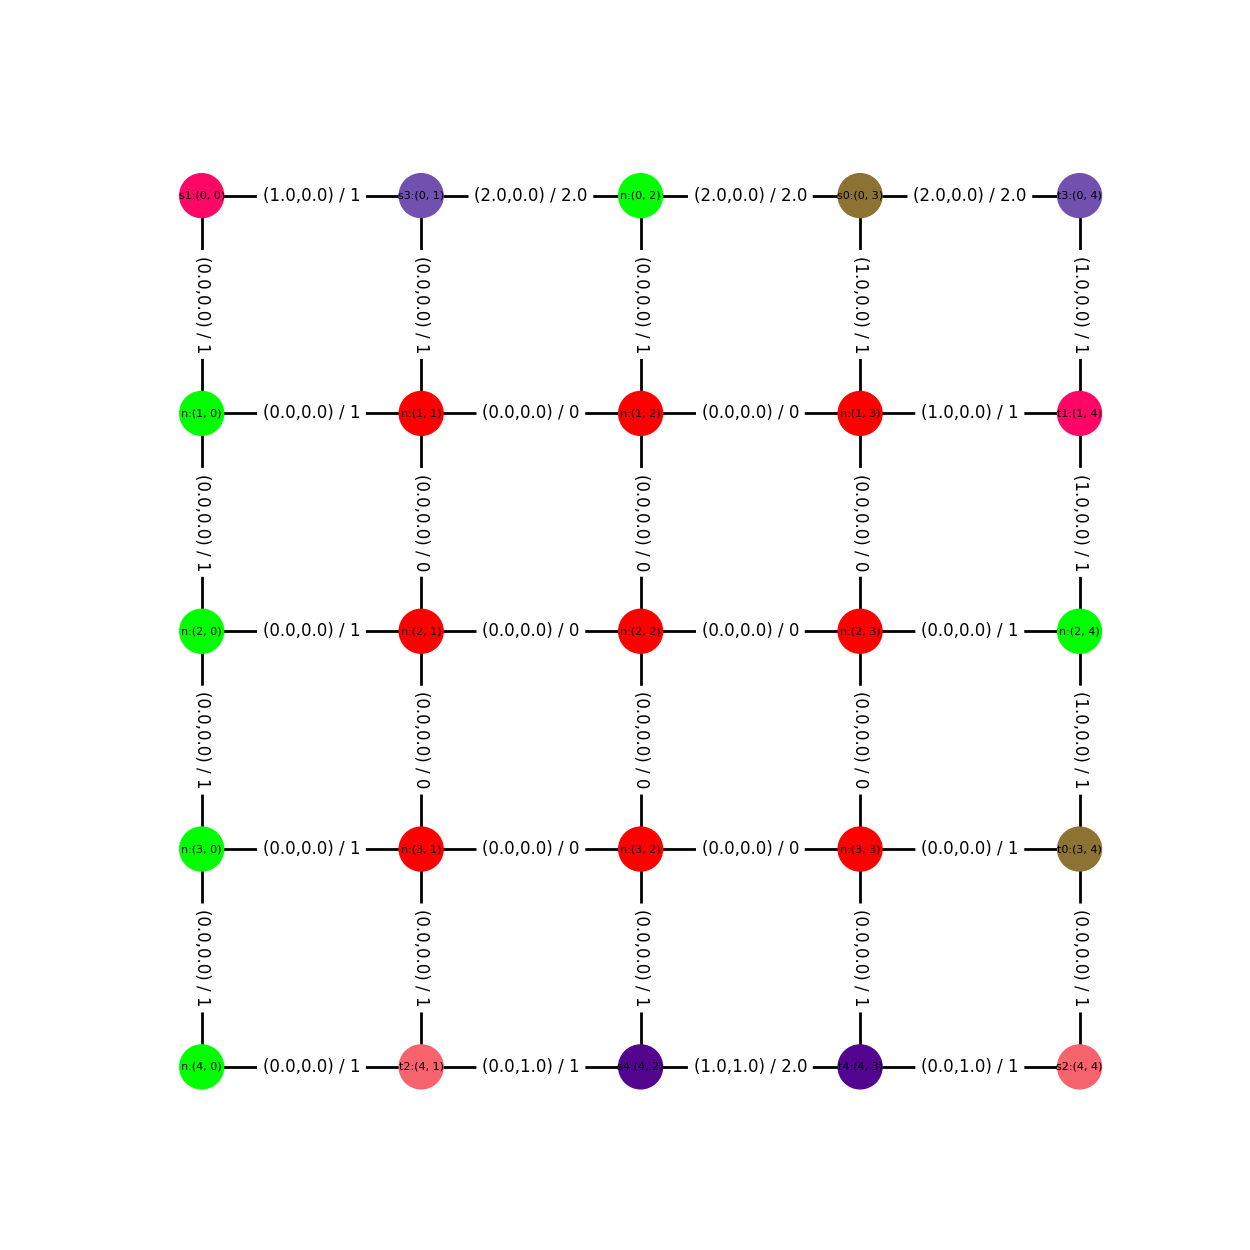 s1:(0, 0) (1.0,0.0) / 1 s3:(0, 1) (2.0,0.0) / 2.0 n:(0, 2) (2.0,0.0) / 2.0 s0:(0, 3) (2.0,0.0) / 2.0 t3:(0, 4)
(0.0,0.0) / 1 (0.0,0.0) / 1 (0.0,0.0) / 1 (1.0,0.0) / 1 (1.0,0.0) / 1
n:(1, 0) (0.0,0.0) / 1 n:(1, 1) (0.0,0.0) / 0 n:(1, 2) (0.0,0.0) / 0 n:(1, 3) (1.0,0.0) / 1 t1:(1, 4)
(0.0,0.0) / 1 (0.0,0.0) / 0 (0.0,0.0) / 0 (0.0,0.0) / 0 (1.0,0.0) / 1
n:(2, 0) (0.0,0.0) / 1 n:(2, 1) (0.0,0.0) / 0 n:(2, 2) (0.0,0.0) / 0 n:(2, 3) (0.0,0.0) / 1 n:(2, 4)
(0.0,0.0) / 1 (0.0,0.0) / 0 (0.0,0.0) / 0 (0.0,0.0) / 0 (1.0,0.0) / 1
n:(3, 0) (0.0,0.0) / 1 n:(3, 1) (0.0,0.0) / 0 n:(3, 2) (0.0,0.0) / 0 n:(3, 3) (0.0,0.0) / 1 t0:(3, 4)
(0.0,0.0) / 1 (0.0,0.0) / 1 (0.0,0.0) / 1 (0.0,0.0) / 1 (0.0,0.0) / 1
n:(4, 0) (0.0,0.0) / 1 t2:(4, 1) (0.0,1.0) / 1 s4:(4, 2) (1.0,1.0) / 2.0 t4:(4, 3) (0.0,1.0) / 1 s2:(4, 4)